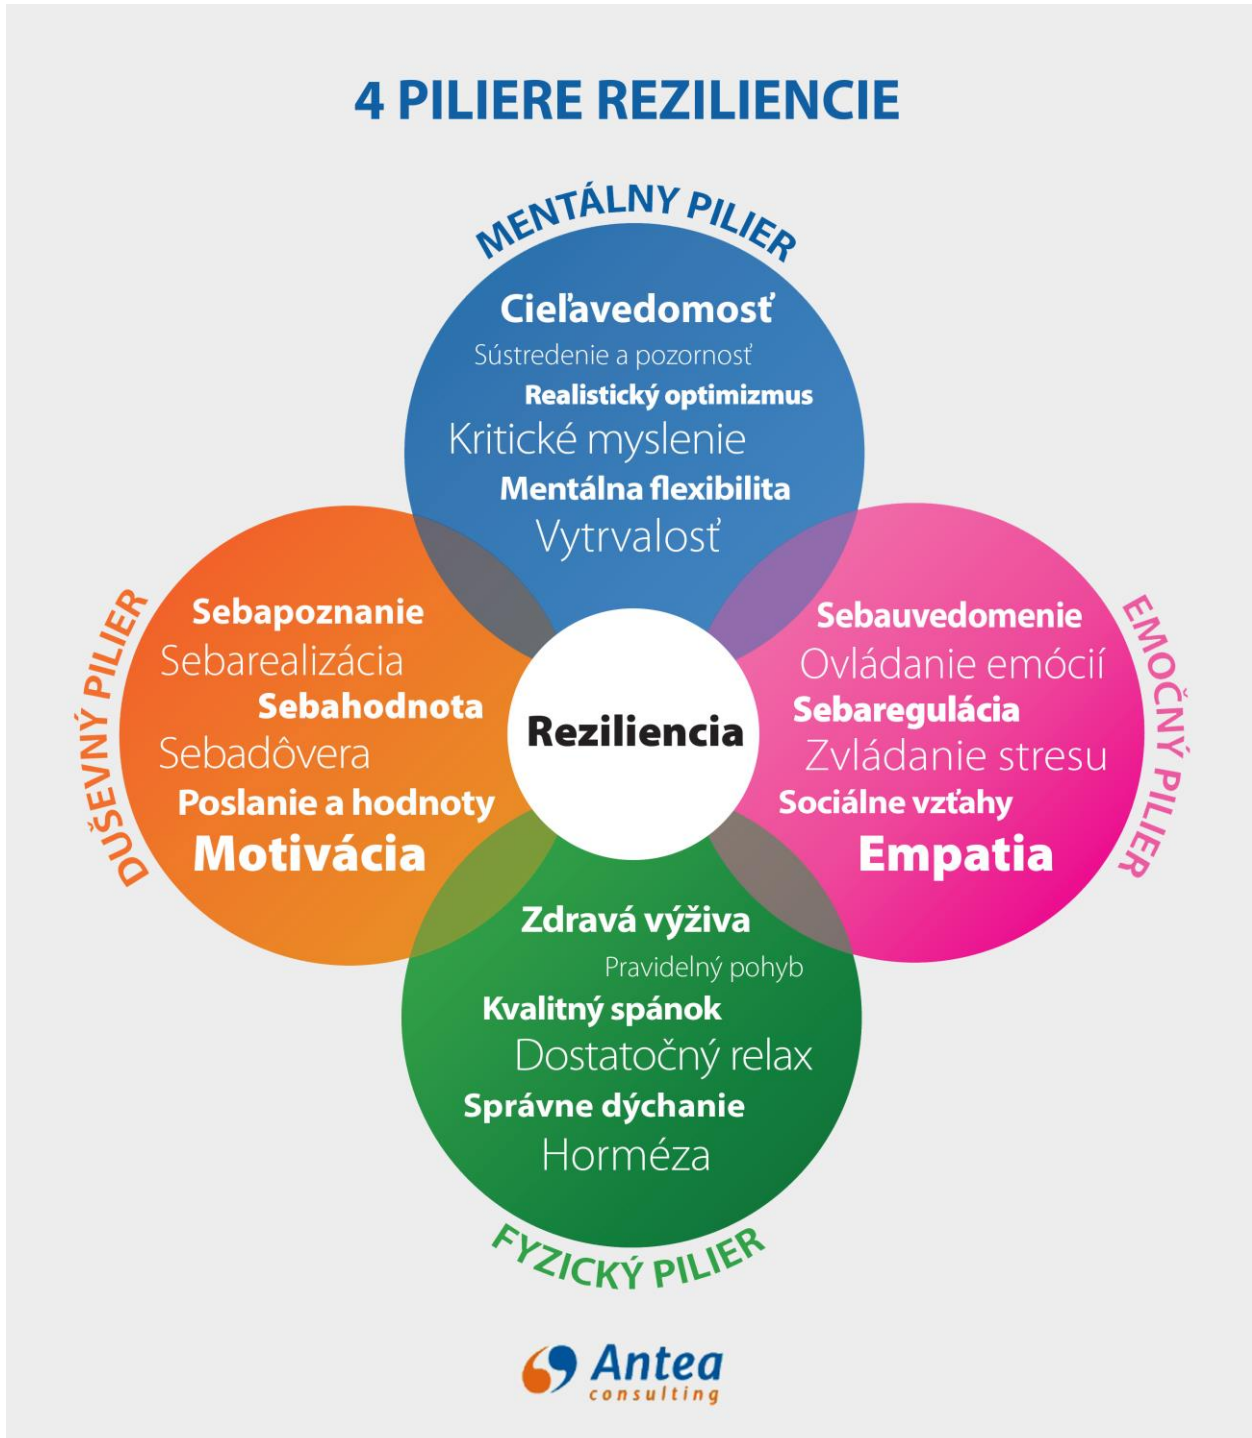 4 PILIERE REZILIENCIE
MENTÁLNY PILIER
Cieľavedomosť
Sústredenie a pozornosť
Realistický optimizmus
Kritické myslenie
Mentálna flexibilita
Vytrvalosť
DUŠEVNÝ PILIER
Sebapoznanie
Sebarealizácia
Sebahodnota
Sebadôvera
Poslanie a hodnoty
Motivácia
Reziliencia
EMOČNÝ PILIER
Sebauvedomenie
Ovládanie emócií
Sebaregulácia
Zvládanie stresu
Sociálne vzťahy
Empatia
Zdravá výživa
Pravidelný pohyb
Kvalitný spánok
Dostatočný relax
Správne dýchanie
Horméza
FYZICKÝ PILIER
Antea
consulting